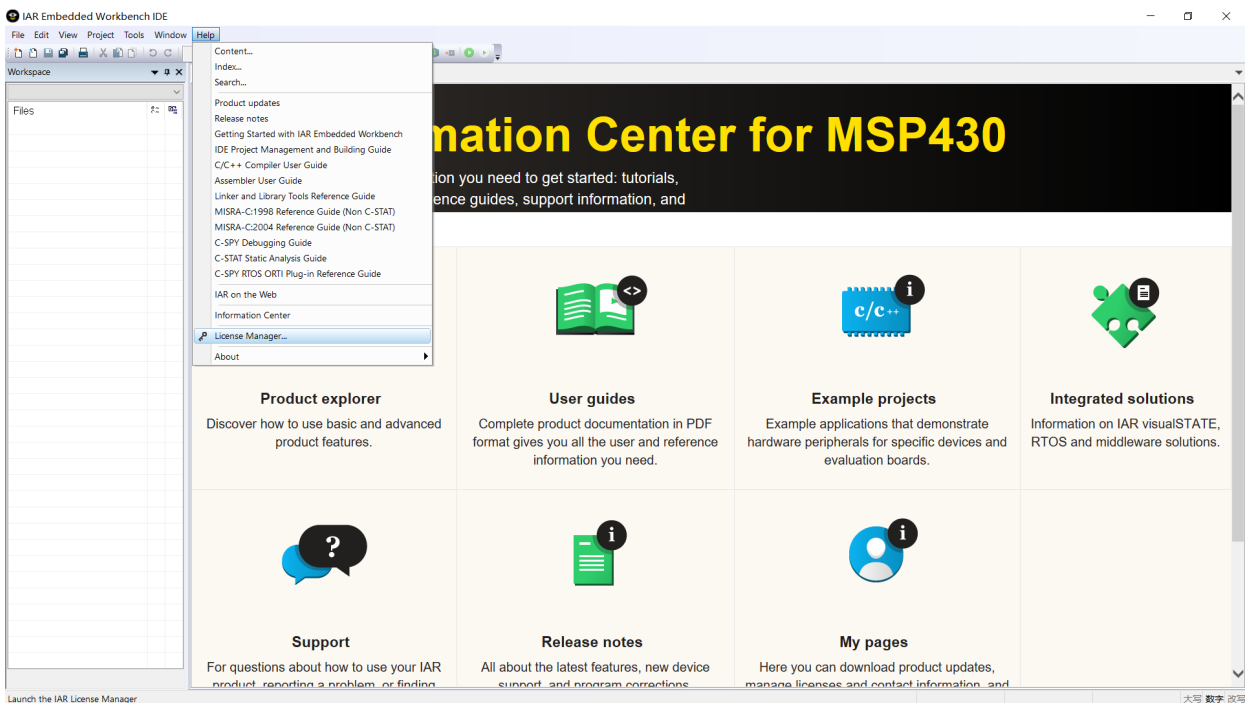 IAR Embedded Workbench IDE
File Edit View Project Tools Window Help
Workspace
Files
Content...
Index...
Search...
Product updates
Release notes
Getting Started with IAR Embedded Workbench
IDE Project Management and Building Guide
C/C++ Compiler User Guide
Assembler User Guide
Linker and Library Tools Reference Guide
MISRA-C:1998 Reference Guide (Non C-STAT)
MISRA-C:2004 Reference Guide (Non C-STAT)
C-SPY Debugging Guide
C-STAT Static Analysis Guide
C-SPY RTOS ORTI Plug-in Reference Guide
IAR on the Web
Information Center
License Manager...
About
mation Center for MSP430
ion you need to get started: tutorials,
ence guides, support information, and
<>
c/c++
i
Product explorer
Discover how to use basic and advanced
product features.
User guides
Complete product documentation in PDF
format gives you all the user and reference
information you need.
Example projects
Example applications that demonstrate
hardware peripherals for specific devices and
evaluation boards.
Integrated solutions
Information on IAR visualSTATE,
RTOS and middleware solutions.
?
i
i
Support
For questions about how to use your IAR
product, reporting a problem, or finding
Release notes
All about the latest features, new device
support, and program corrections
My pages
Here you can download product updates,
manage licenses and contact information, and
Launch the IAR License Manager
大写 数字 改写